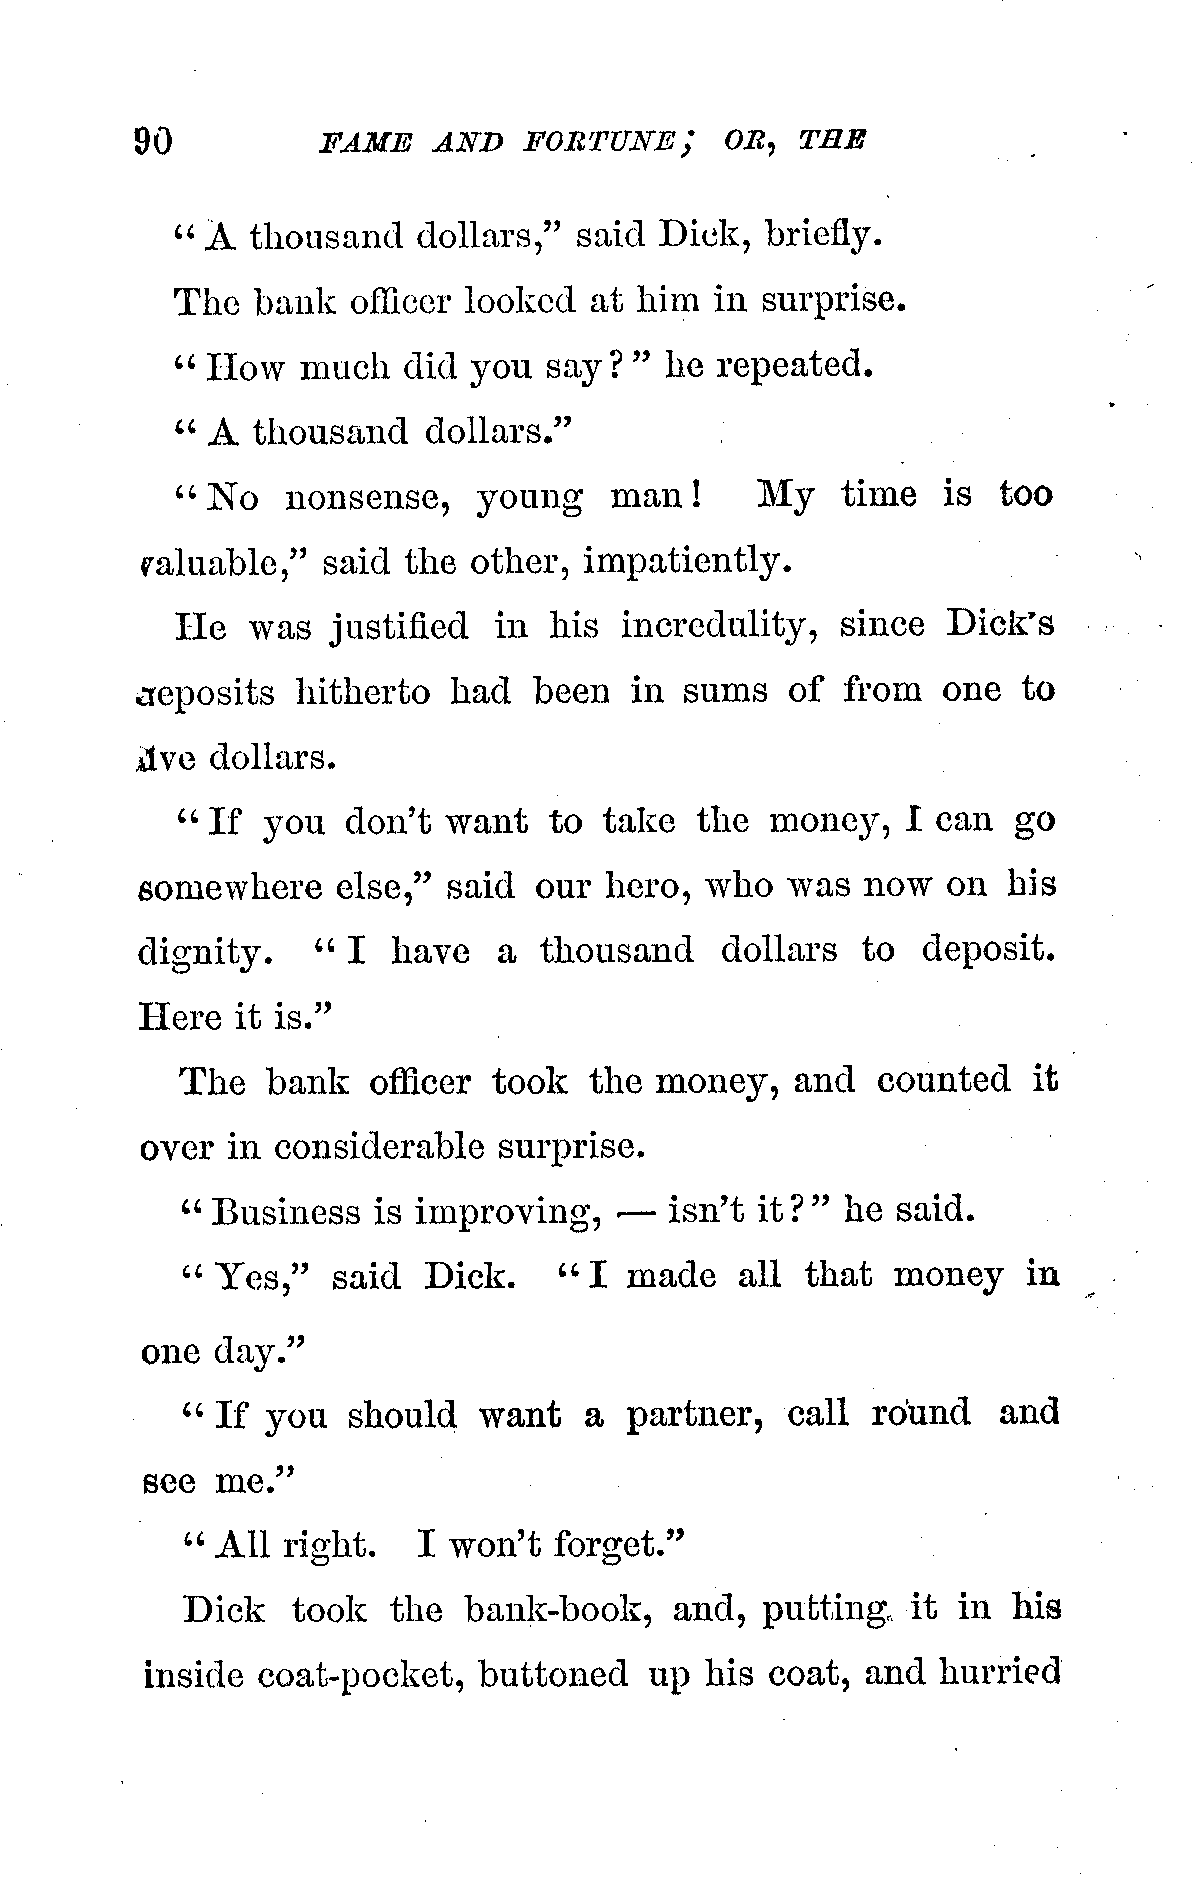 90 FAME AND FORTUNE; OR, THE
“A thousand dollars,” said Dick, briefly.
The bank officer looked at him in surprise.
“How much did you say?” he repeated.
“A thousand dollars.”
“No nonsense, young man! My time is too
valuable,” said the other, impatiently.
He was justified in his incredulity, since Dick's
deposits hitherto had been in sums of from one to
five dollars.
“If you don't want to take the money, I can go
somewhere else,” said our hero, who was now on his
dignity. “I have a thousand dollars to deposit.
Here it is.”
The bank officer took the money, and counted it
over in considerable surprise.
“Business is improving, — isn't it?” he said.
“Yes,” said Dick. “I made all that money in
one day.”
“If you should want a partner, call round and
see me.”
“All right. I won't forget.”
Dick took the bank-book, and, putting it in his
inside coat-pocket, buttoned up his coat, and hurried